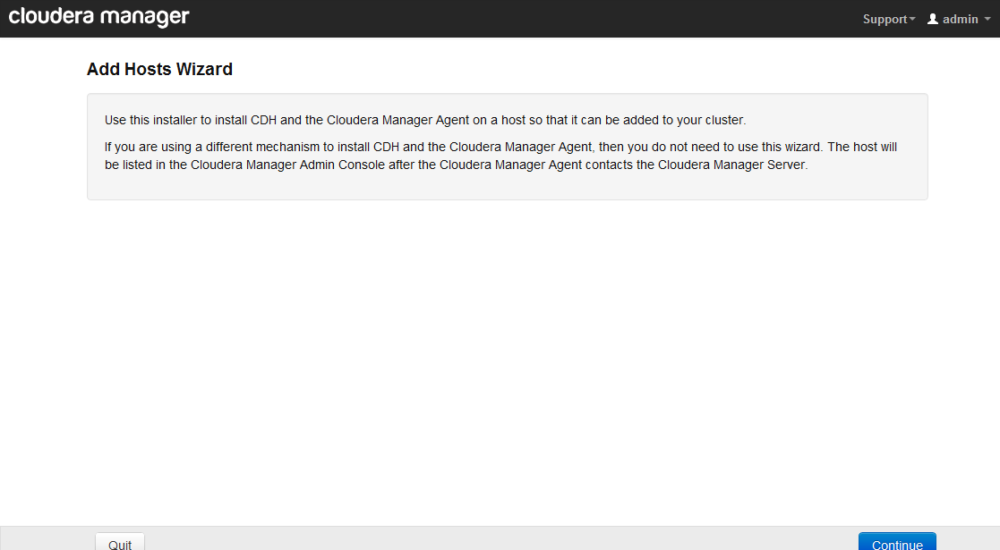 cloudera manager
Support
admin
Add Hosts Wizard
Use this installer to install CDH and the Cloudera Manager Agent on a host so that it can be added to your cluster.
If you are using a different mechanism to install CDH and the Cloudera Manager Agent, then you do not need to use this wizard. The host will
be listed in the Cloudera Manager Admin Console after the Cloudera Manager Agent contacts the Cloudera Manager Server.
Quit
Continue